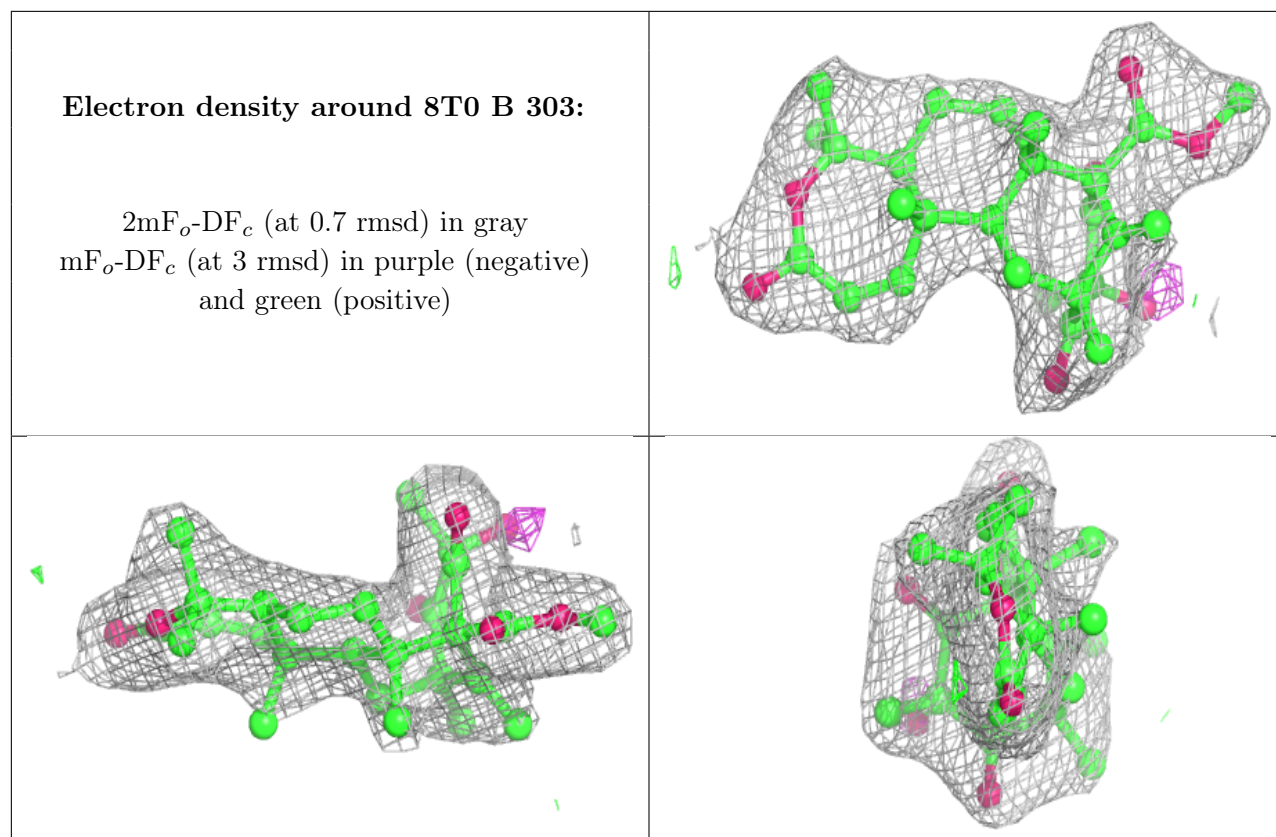 Electron density around 8T0 B 303:
2mFo-DFc (at 0.7 rmsd) in gray
mFo-DFc (at 3 rmsd) in purple (negative)
and green (positive)